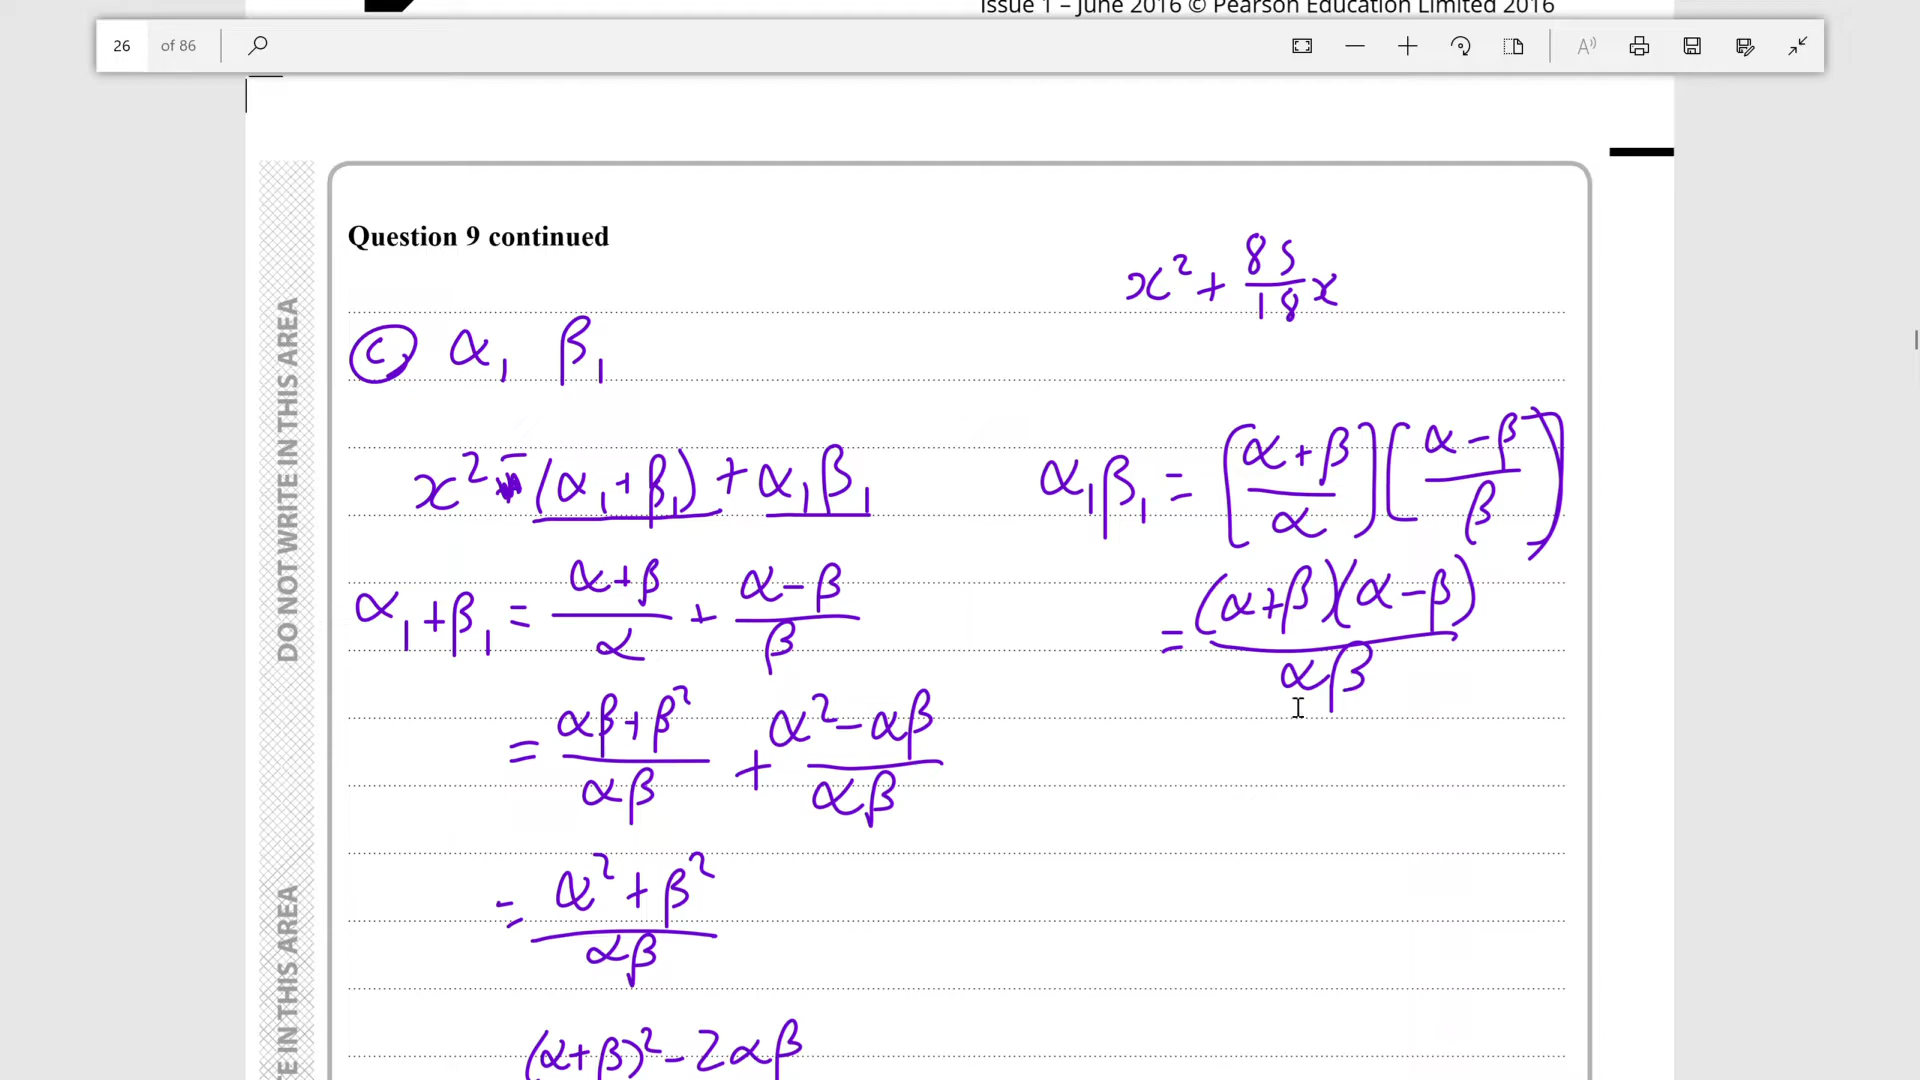 Issue 1 – June 2016 © Pearson Education Limited 2016
26 of 86
DO NOT WRITE IN THIS AREA
Question 9 continued
x² + 85/18 x
(c) α₁ β₁
x² - (α₁+β₁) + α₁β₁
α₁+β₁ = (α+β)/α + (α-β)/β
= (αβ+β²)/(αβ) + (α²-αβ)/(αβ)
= (α²+β²)/(αβ)
(α+β)² - 2αβ
α₁β₁ = [(α+β)/α] [(α-β)/β]
= (α+β)(α-β)/(αβ)
E IN THIS AREA